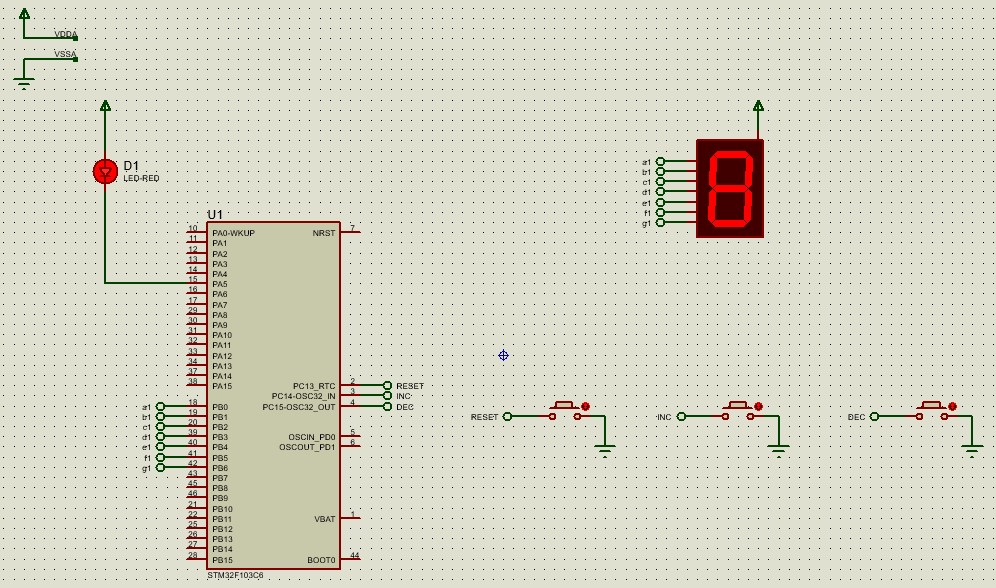 VDDA
VSSA
D1
LED-RED
U1
10 PA0-WKUP NRST 7
11 PA1
12 PA2
13 PA3
14 PA4
15 PA5
16 PA6
17 PA7
29 PA8
30 PA9
31 PA10
32 PA11
33 PA12
34 PA13
37 PA14
38 PA15 PC13_RTC 2 RESET
PC14-OSC32_IN 3 INC
a1 18 PB0 PC15-OSC32_OUT 4 DEC
b1 19 PB1
c1 20 PB2
d1 39 PB3 OSCIN_PD0 5
e1 40 PB4 OSCOUT_PD1 6
f1 41 PB5
g1 42 PB6
43 PB7
45 PB8
46 PB9
21 PB10
22 PB11 VBAT 1
25 PB12
26 PB13
27 PB14
28 PB15 BOOT0 44
STM32F103C6
a1
b1
c1
d1
e1
f1
g1
8
RESET
INC
DEC